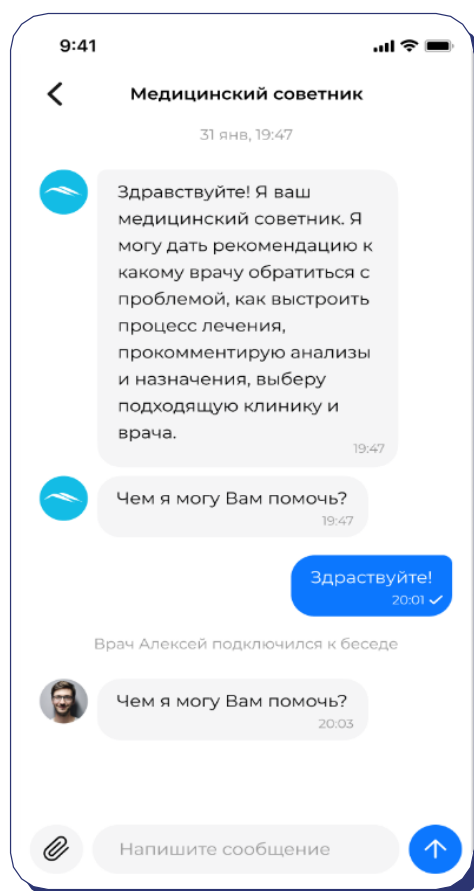 9:41
Медицинский советник
31 янв, 19:47
Здравствуйте! Я ваш
медицинский советник. Я
могу дать рекомендацию к
какому врачу обратиться с
проблемой, как выстроить
процесс лечения,
прокомментирую анализы
и назначения, выберу
подходящую клинику и
врача.
19:47
Чем я могу Вам помочь?
19:47
Здраствуйте!
20:01
Врач Алексей подключился к беседе
Чем я могу Вам помочь?
20:03
Напишите сообщение